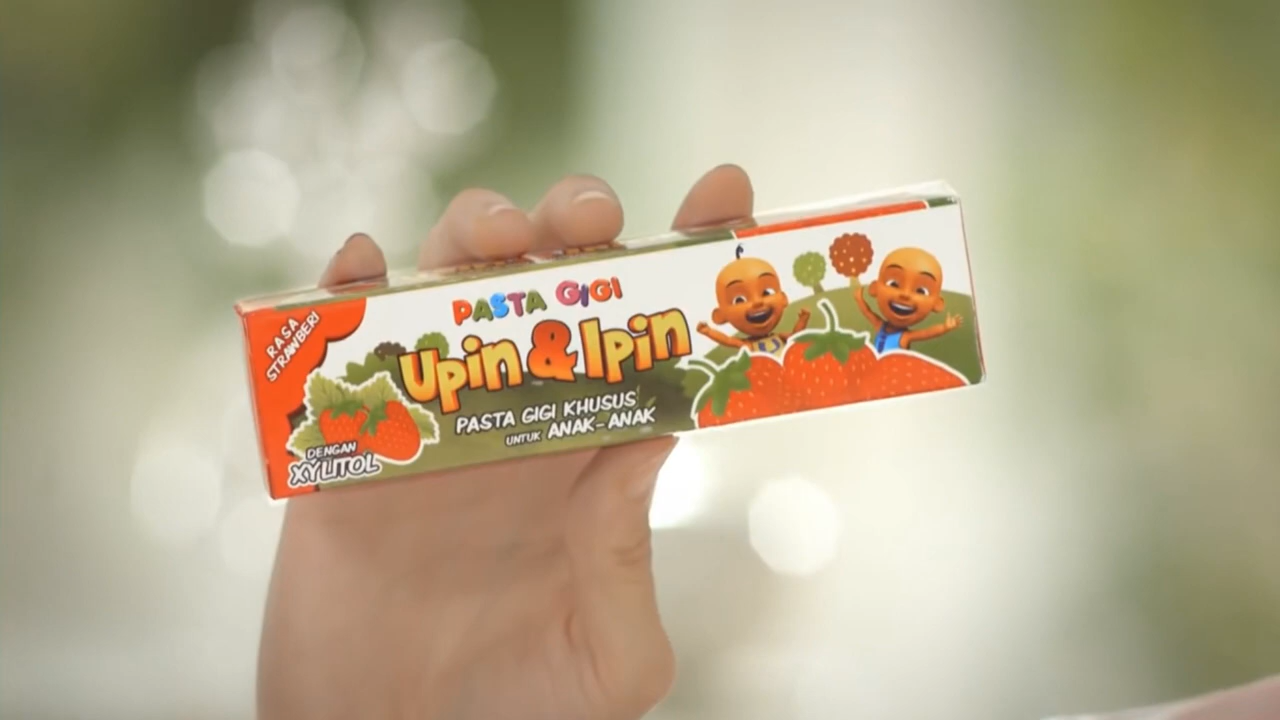 RASA
STRAWBERI
PASTA GIGI
Upin & Ipin
PASTA GIGI KHUSUS
UNTUK ANAK-ANAK
DENGAN
XYLITOL